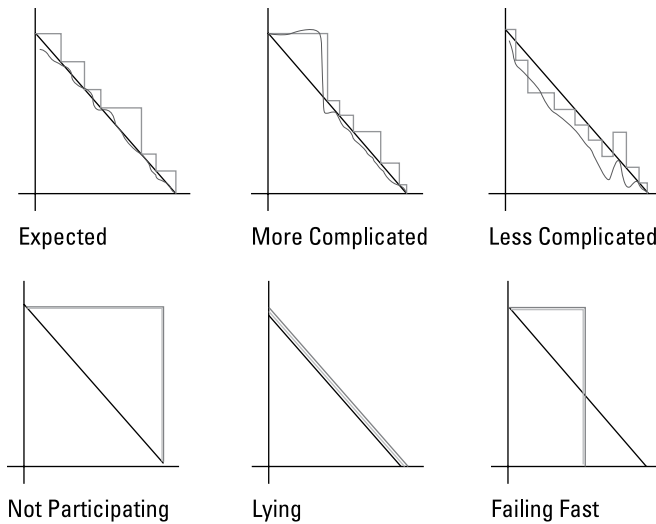 Expected
More Complicated
Less Complicated
Not Participating
Lying
Failing Fast